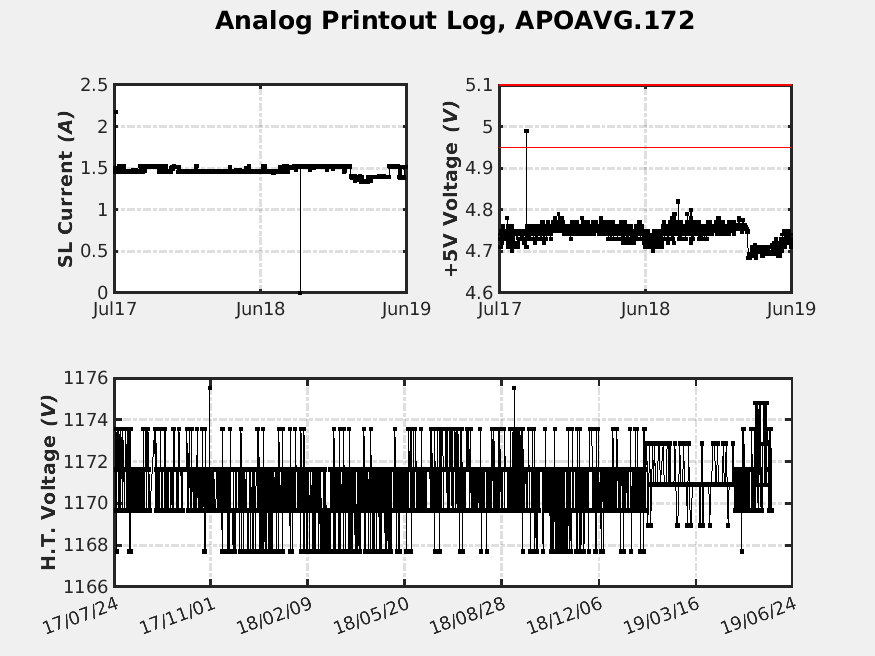 Analog Printout Log, APOAVG.172
SL Current (A)
2.5
2
1.5
1
0.5
0
Jul17
Jun18
Jun19
+5V Voltage (V)
5.1
5
4.9
4.8
4.7
4.6
Jul17
Jun18
Jun19
H.T. Voltage (V)
1176
1174
1172
1170
1168
1166
17/07/24
17/11/01
18/02/09
18/05/20
18/08/28
18/12/06
19/03/16
19/06/24